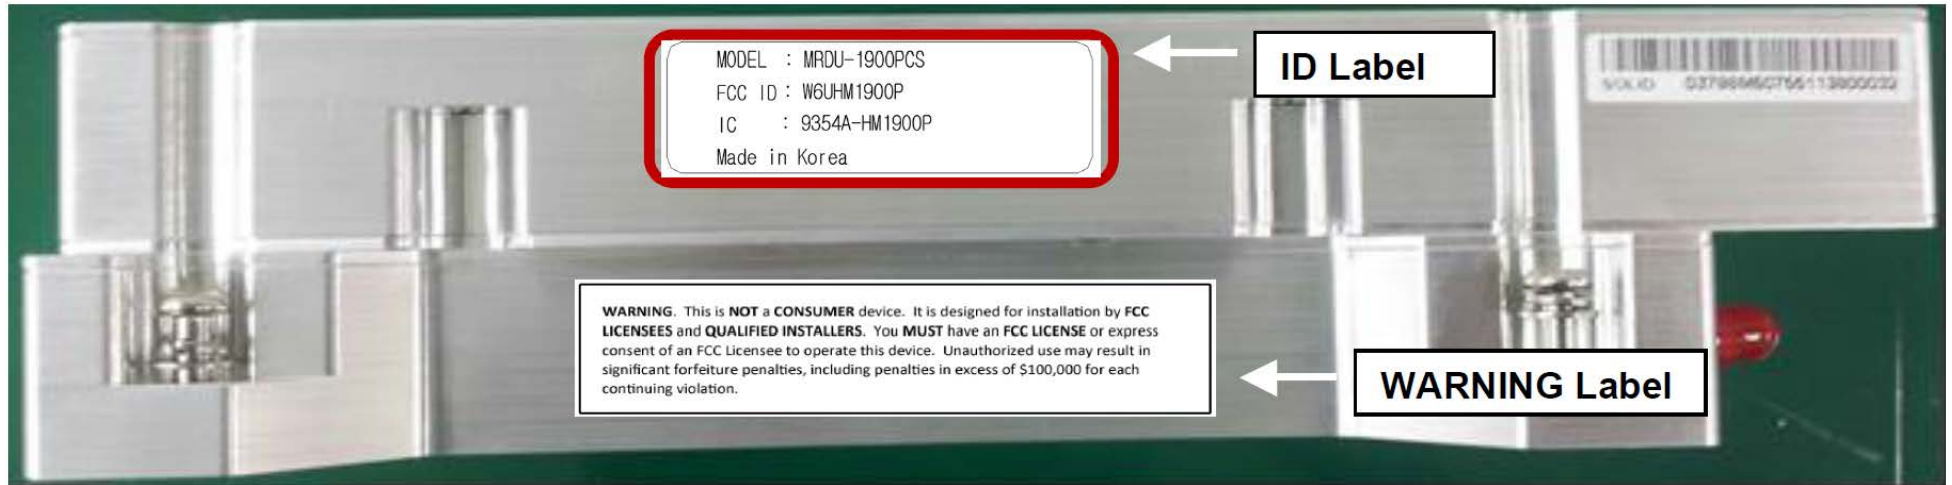 MODEL : MRDU-1900PCS
FCC ID : W6UHM1900P
IC : 9354A-HM1900P
Made in Korea
ID Label
SOLiD
WARNING. This is NOT a CONSUMER device. It is designed for installation by FCC
LICENSEES and QUALIFIED INSTALLERS. You MUST have an FCC LICENSE or express
consent of an FCC Licensee to operate this device. Unauthorized use may result in
significant forfeiture penalties, including penalties in excess of $100,000 for each
continuing violation.
WARNING Label